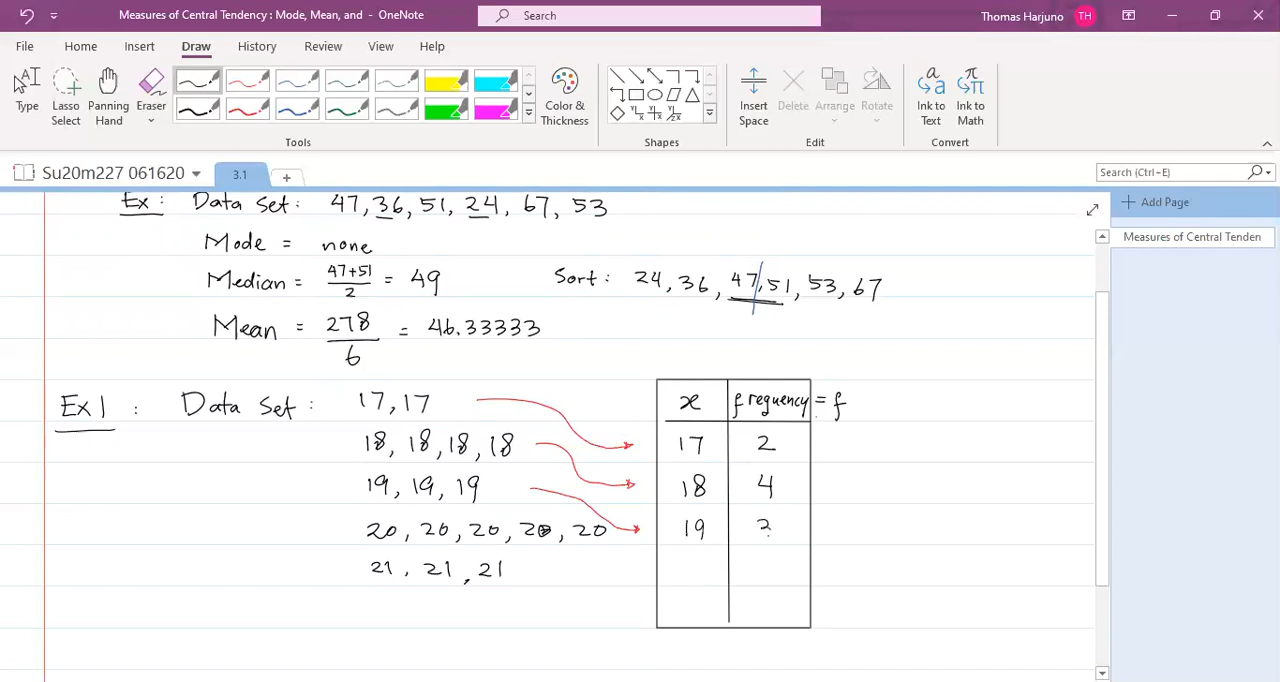 Measures of Central Tendency : Mode, Mean, and - OneNote
Search
Thomas Harjuno TH
File Home Insert Draw History Review View Help
Type Lasso Select Panning Hand Eraser
Color & Thickness
Insert Space Delete Arrange Rotate
Ink to Text Ink to Math
Tools Shapes Edit Convert
Su20m227 061620
3.1
Search (Ctrl+E)
Add Page
Measures of Central Tenden
Ex : Data set : 47, 36, 51, 24, 67, 53
Mode = none
Median = 47+51 / 2 = 49 Sort : 24, 36, 47, 51, 53, 67
Mean = 278 / 6 = 46.33333
Ex 1 : Data Set : 17, 17
18, 18, 18, 18
19, 19, 19
20, 20, 20, 20, 20
21, 21, 21
x frequency = f
17 2
18 4
19